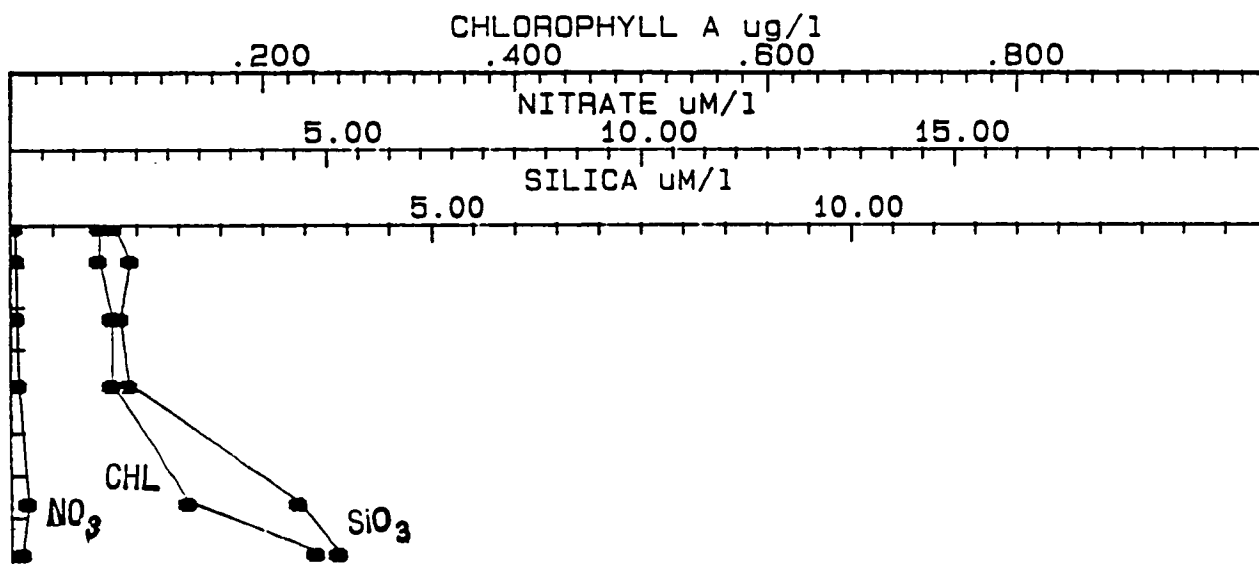 CHLOROPHYLL A ug/l
.200 .400 .600 .800
NITRATE uM/l
5.00 10.00 15.00
SILICA uM/l
5.00 10.00
CHL
NO3
SiO3